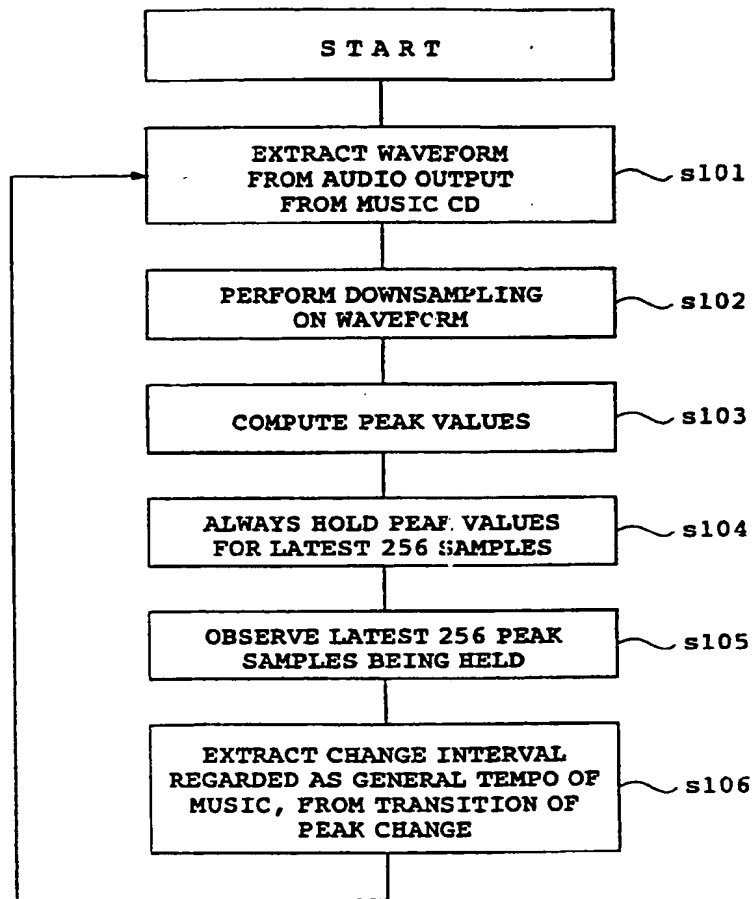 START
EXTRACT WAVEFORM
FROM AUDIO OUTPUT
FROM MUSIC CD
s101
PERFORM DOWNSAMPLING
ON WAVEFORM
s102
COMPUTE PEAK VALUES
s103
ALWAYS HOLD PEAK VALUES
FOR LATEST 256 SAMPLES
s104
OBSERVE LATEST 256 PEAK
SAMPLES BEING HELD
s105
EXTRACT CHANGE INTERVAL
REGARDED AS GENERAL TEMPO OF
MUSIC, FROM TRANSITION OF
PEAK CHANGE
s106